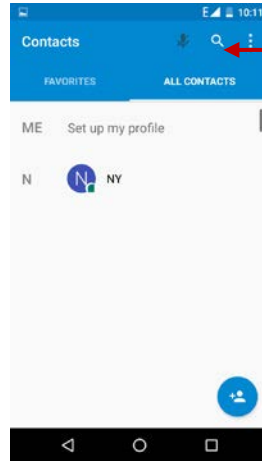 E 10:11
Contacts
FAVORITES ALL CONTACTS
ME Set up my profile
N N NY